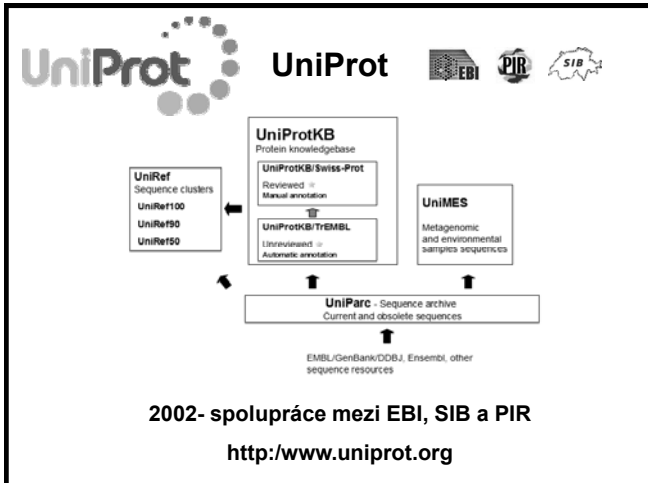 UniProt
UniProt
EBI
PIR
SIB
UniProtKB
Protein knowledgebase
UniProtKB/Swiss-Prot
Reviewed
Manual annotation
UniProtKB/TrEMBL
Unreviewed
Automatic annotation
UniRef
Sequence clusters
UniRef100
UniRef90
UniRef50
UniMES
Metagenomic
and environmental
samples sequences
UniParc - Sequence archive
Current and obsolete sequences
EMBL/GenBank/DDBJ, Ensembl, other
sequence resources
2002- spolupráce mezi EBI, SIB a PIR
http:/www.uniprot.org